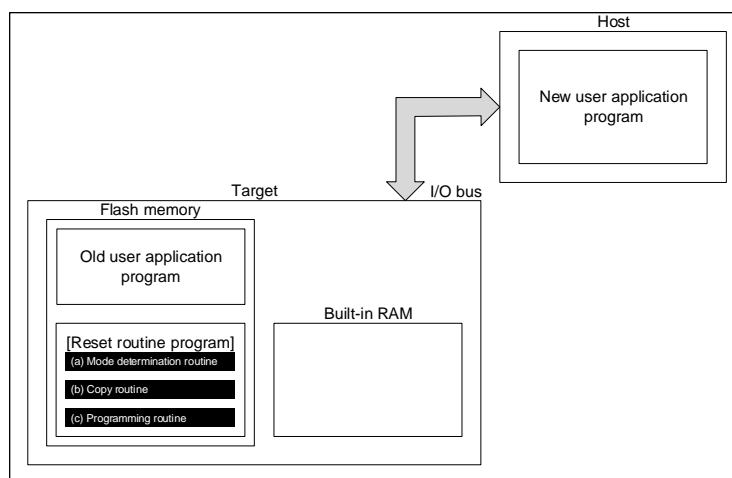 Host
New user application
program
Target
I/O bus
Flash memory
Old user application
program
Built-in RAM
[Reset routine program]
(a) Mode determination routine
(b) Copy routine
(c) Programming routine